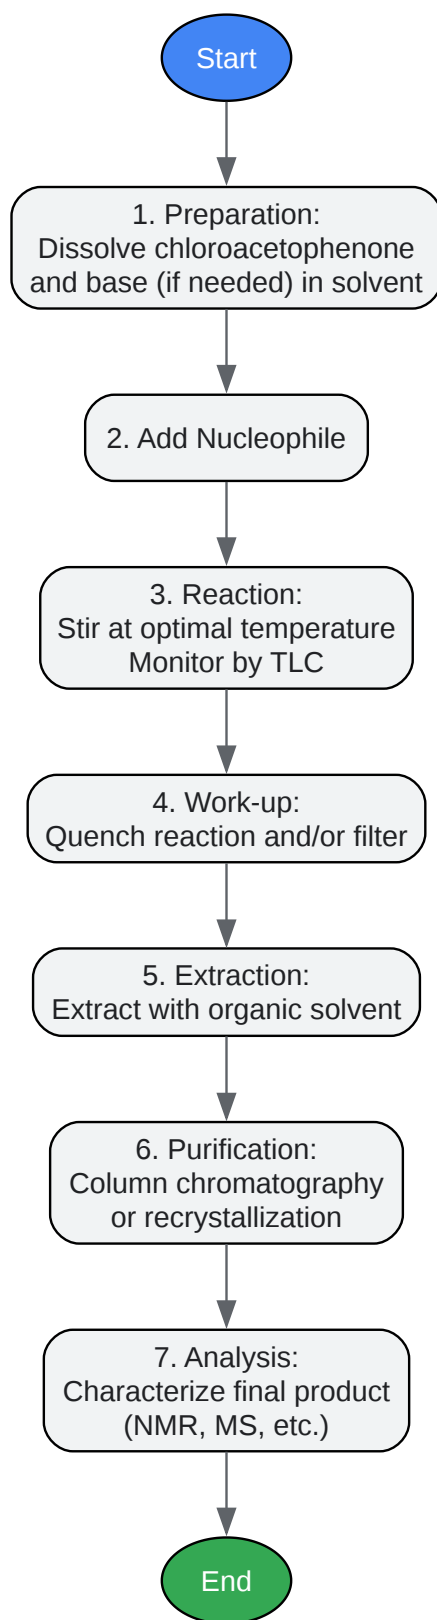 Start
1. Preparation:
Dissolve chloroacetophenone
and base (if needed) in solvent
2. Add Nucleophile
3. Reaction:
Stir at optimal temperature
Monitor by TLC
4. Work-up:
Quench reaction and/or filter
5. Extraction:
Extract with organic solvent
6. Purification:
Column chromatography
or recrystallization
7. Analysis:
Characterize final product
(NMR, MS, etc.)
End